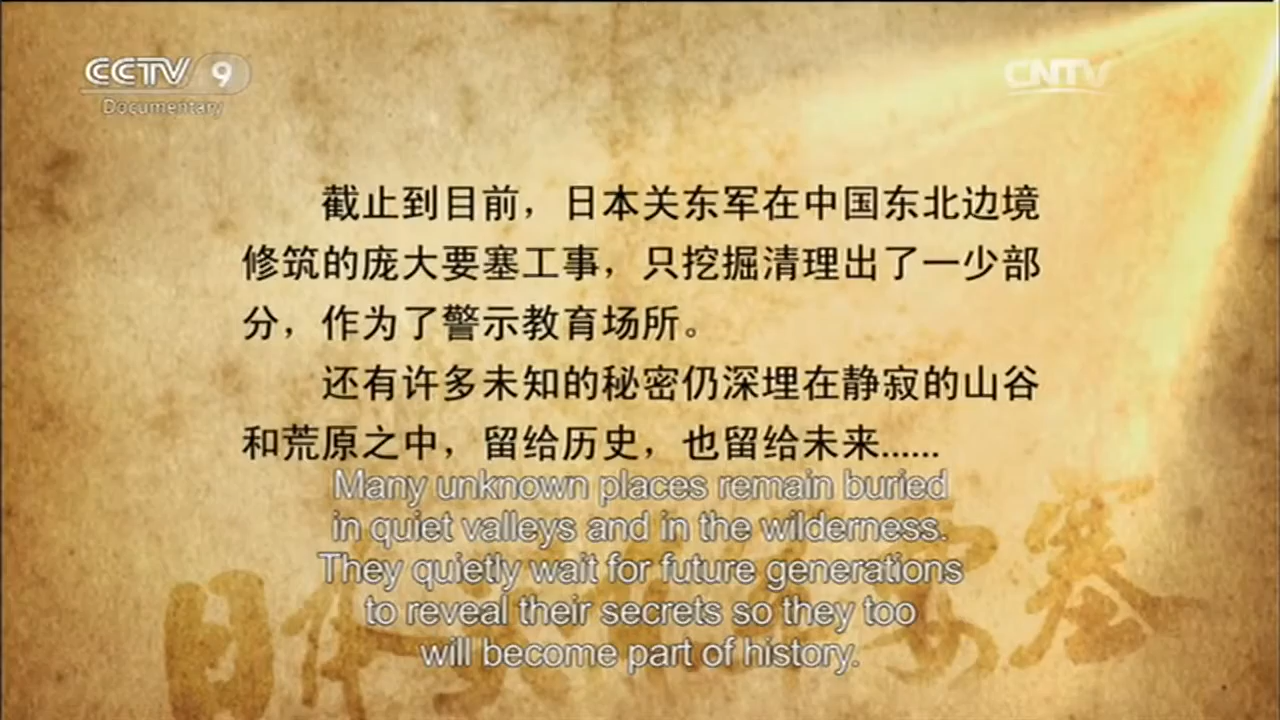 CCTV 9
Documentary
CNTV
截止到目前，日本关东军在中国东北边境
修筑的庞大要塞工事，只挖掘清理出了一少部
分，作为了警示教育场所。
还有许多未知的秘密仍深埋在静寂的山谷
和荒原之中，留给历史，也留给未来......
Many unknown places remain buried
in quiet valleys and in the wilderness.
They quietly wait for future generations
to reveal their secrets so they too
will become part of history.